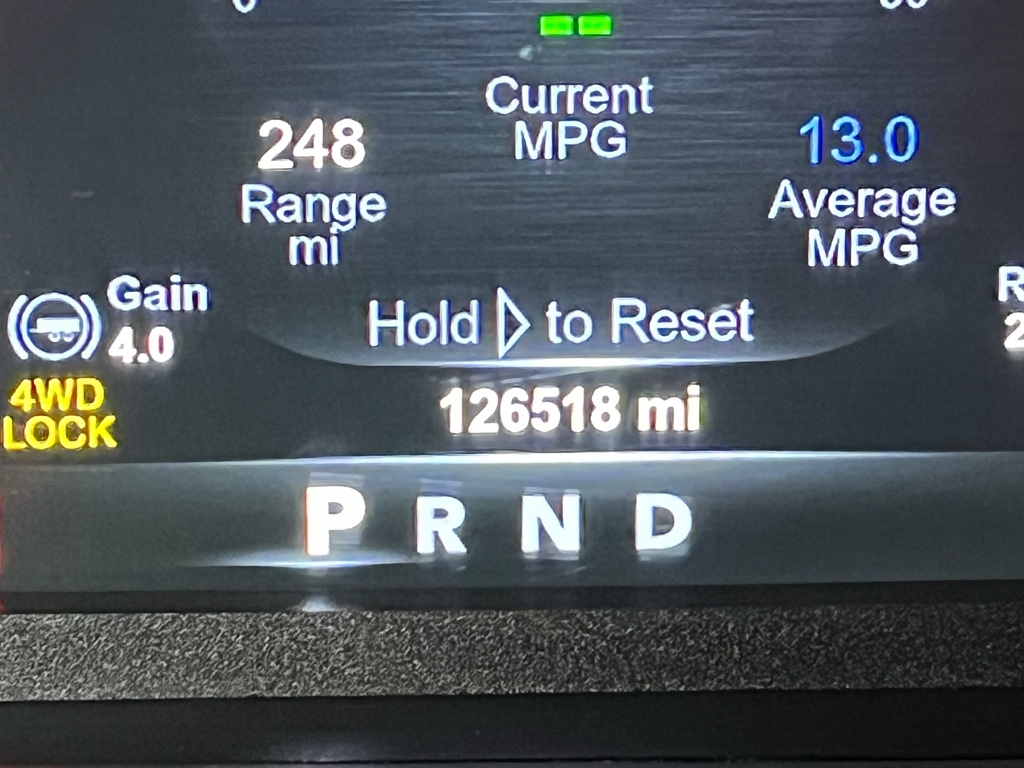 Current
MPG
248
Range
mi
13.0
Average
MPG
Gain
4.0
Hold ▷ to Reset
4WD
LOCK
126518 mi
P R N D